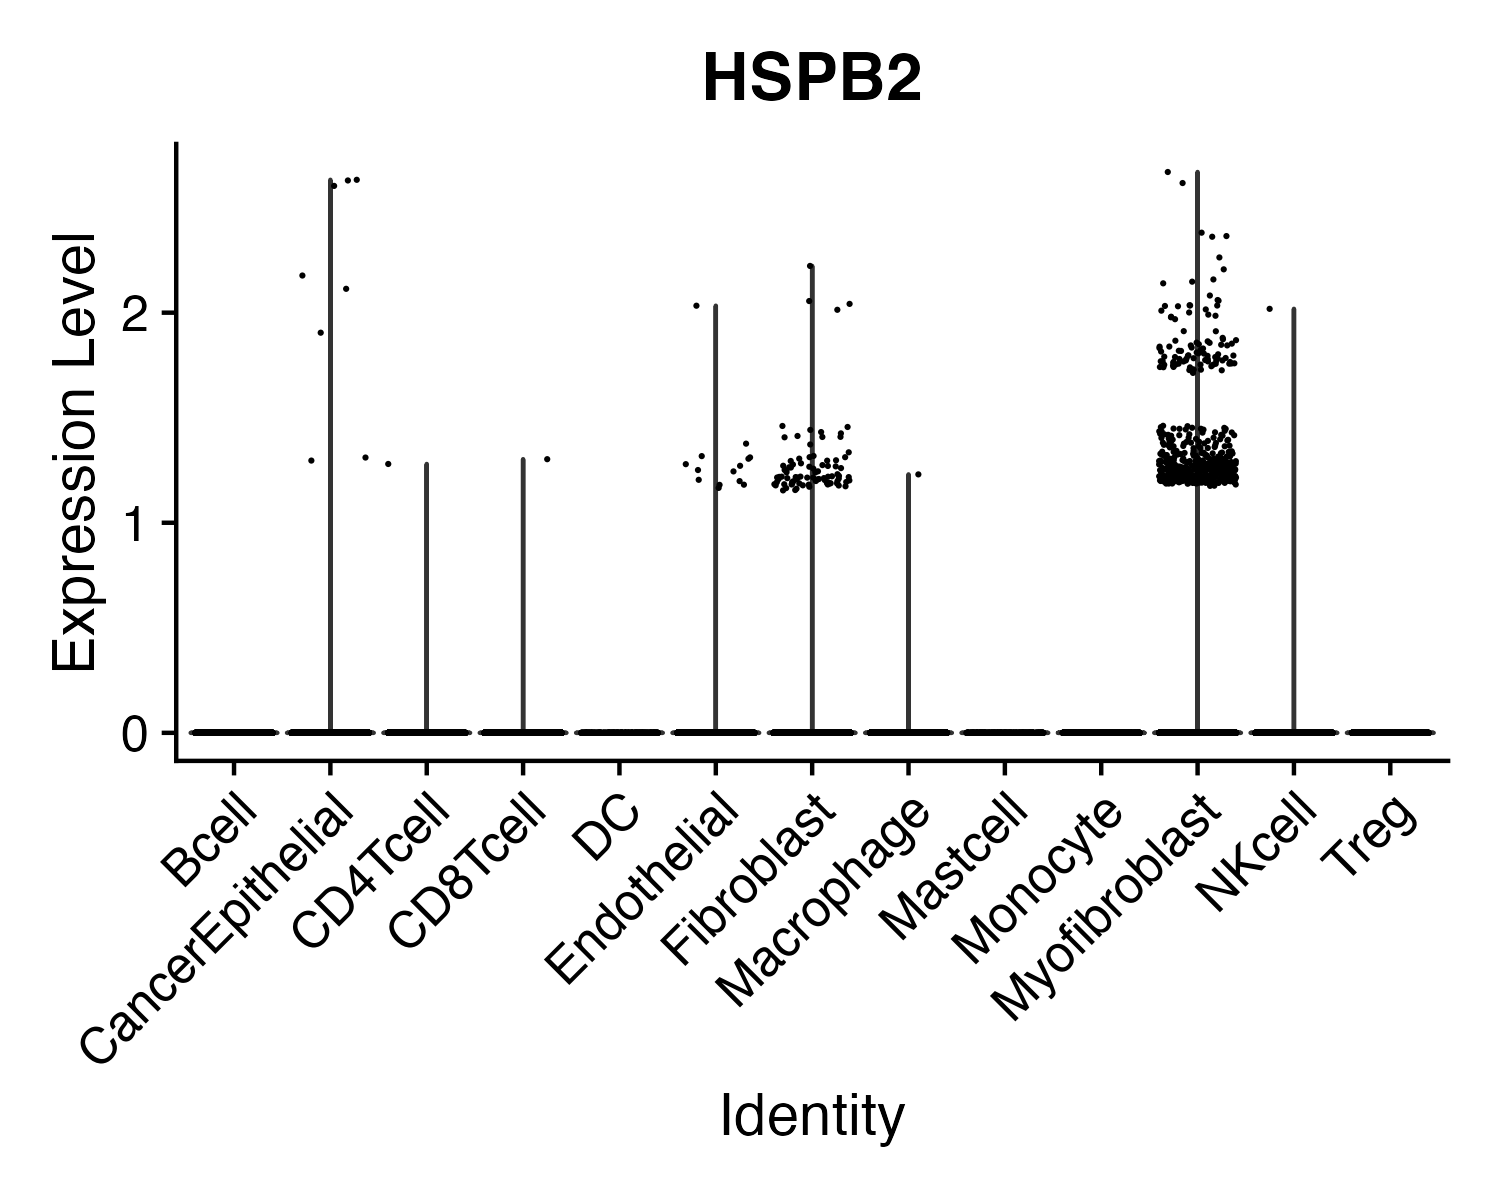 HSPB2
Expression Level
2
1
0
Bcell
CancerEpithelial
CD4Tcell
CD8Tcell
DC
Endothelial
Fibroblast
Macrophage
Mastcell
Monocyte
Myofibroblast
NKcell
Treg
Identity